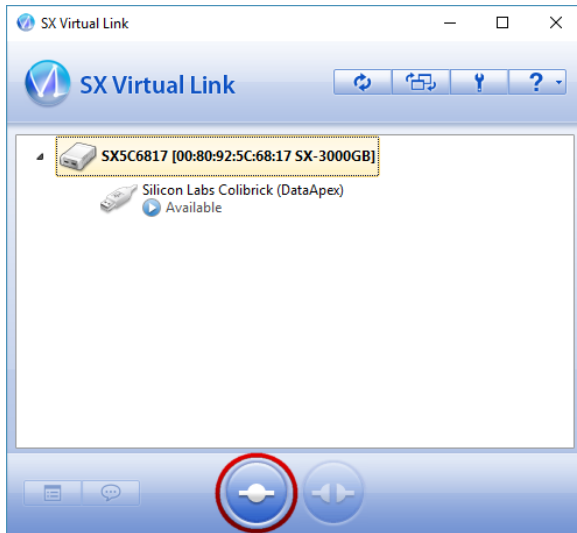 SX Virtual Link
SX Virtual Link
?
SX5C6817 [00:80:92:5C:68:17 SX-3000GB]
Silicon Labs Colibrick (DataApex)
Available